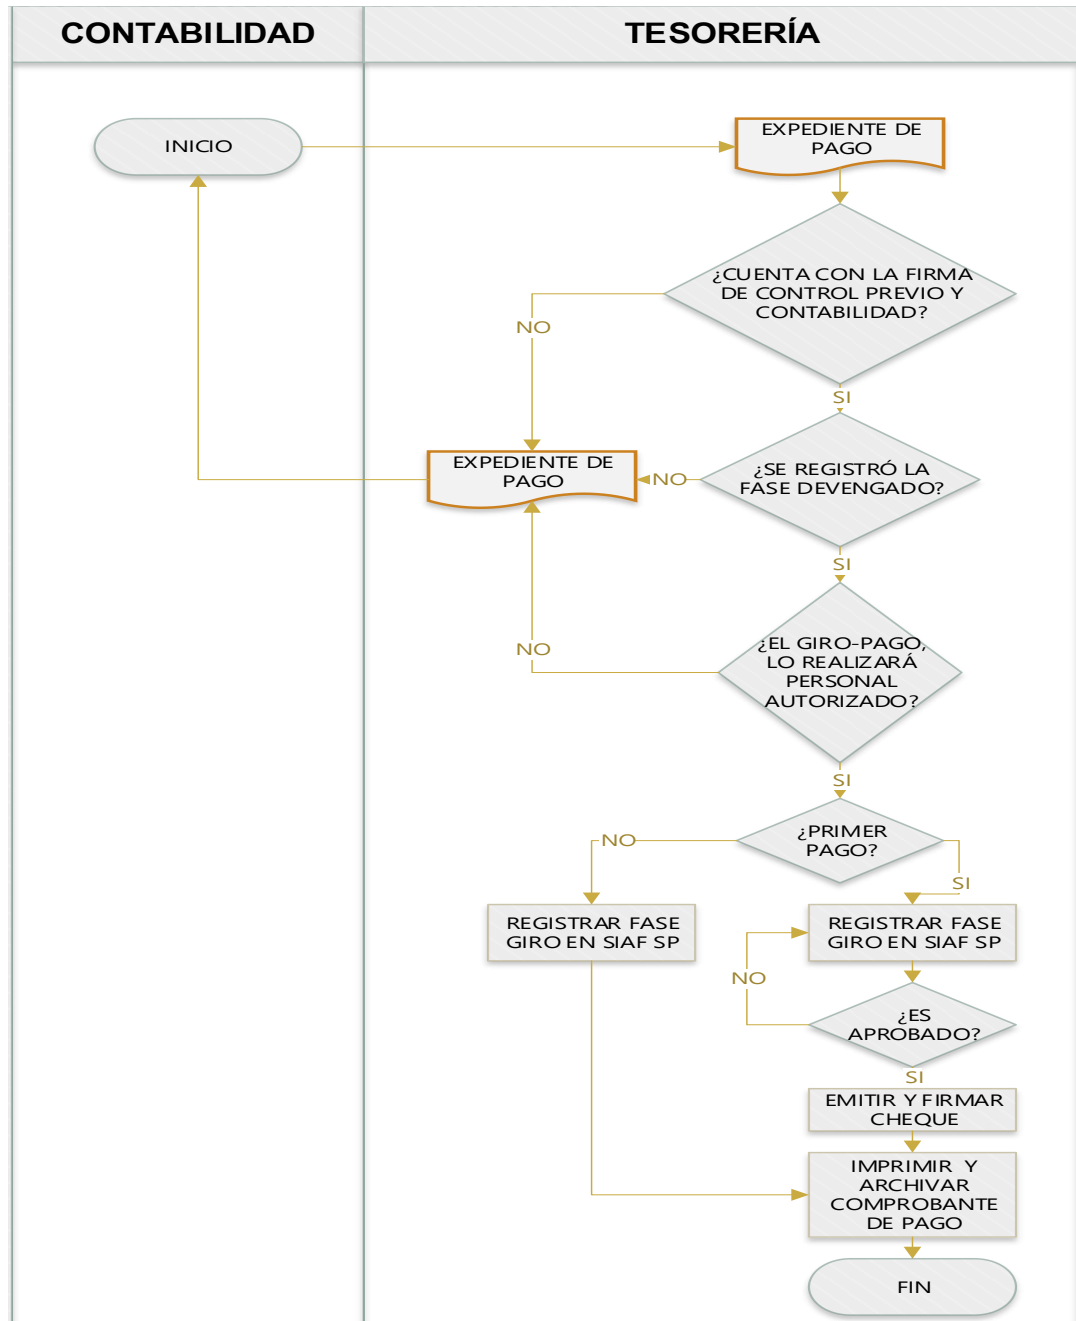 CONTABILIDAD
TESORERÍA
INICIO
EXPEDIENTE DE
PAGO
¿CUENTA CON LA FIRMA
DE CONTROL PREVIO Y
CONTABILIDAD?
NO
SI
EXPEDIENTE DE
PAGO
NO
¿SE REGISTRÓ LA
FASE DEVENGADO?
SI
¿EL GIRO-PAGO,
LO REALIZARÁ
PERSONAL
AUTORIZADO?
NO
SI
¿PRIMER
PAGO?
NO
SI
REGISTRAR FASE
GIRO EN SIAF SP
REGISTRAR FASE
GIRO EN SIAF SP
NO
¿ES
APROBADO?
SI
EMITIR Y FIRMAR
CHEQUE
IMPRIMIR Y
ARCHIVAR
COMPROBANTE
DE PAGO
FIN